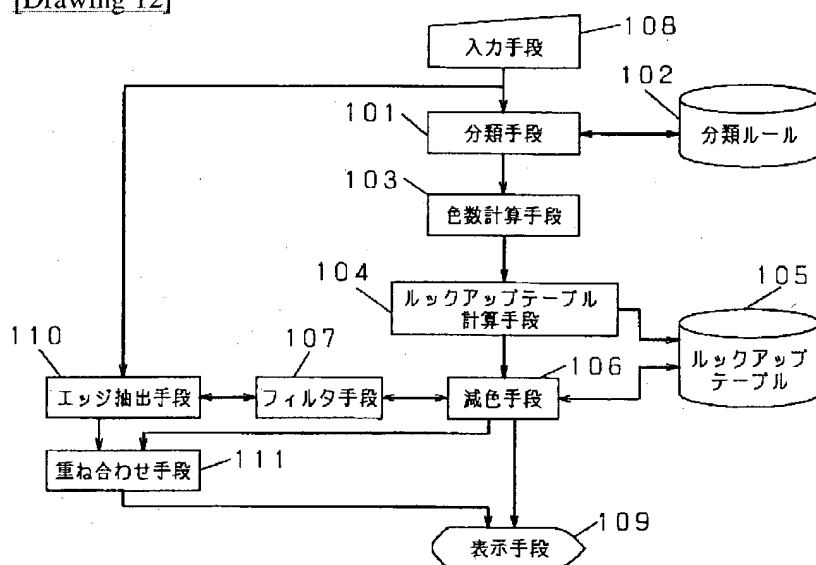 [Drawing 12]
108
入力手段
102
101
分類手段
分類ルール
103
色数計算手段
104
ルックアップテーブル
計算手段
105
ルックアップ
テーブル
110
107
106
エッジ抽出手段
フィルタ手段
減色手段
重ね合わせ手段
111
109
表示手段